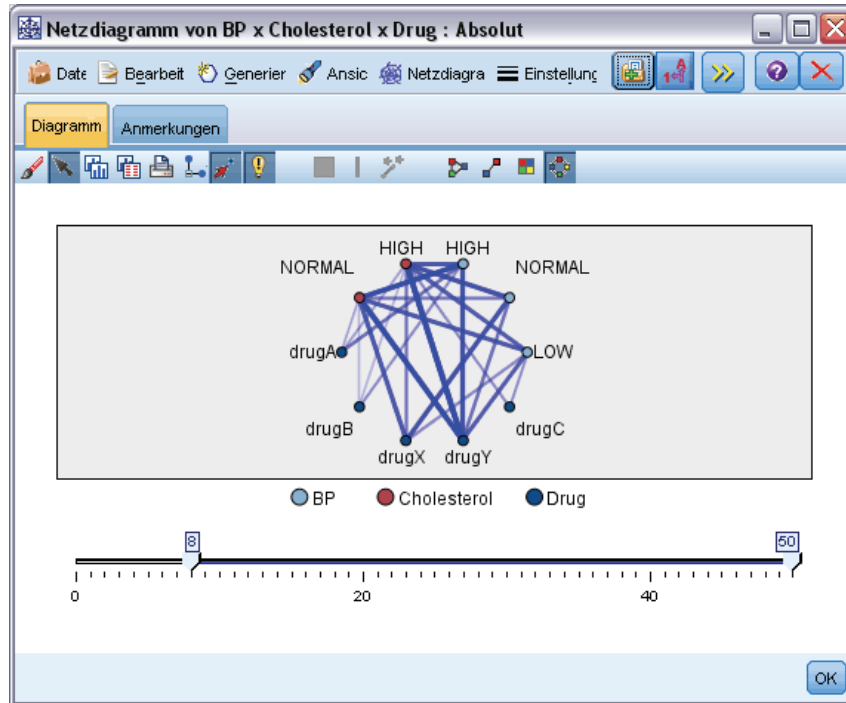 Netzdiagramm von BP x Cholesterol x Drug : Absolut
Date Bearbeit Generier Ansic Netzdiagra Einstellung
Diagramm Anmerkungen
HIGH HIGH
NORMAL NORMAL
drugA LOW
drugB drugC
drugX drugY
BP Cholesterol Drug
8 50
0 20 40
OK